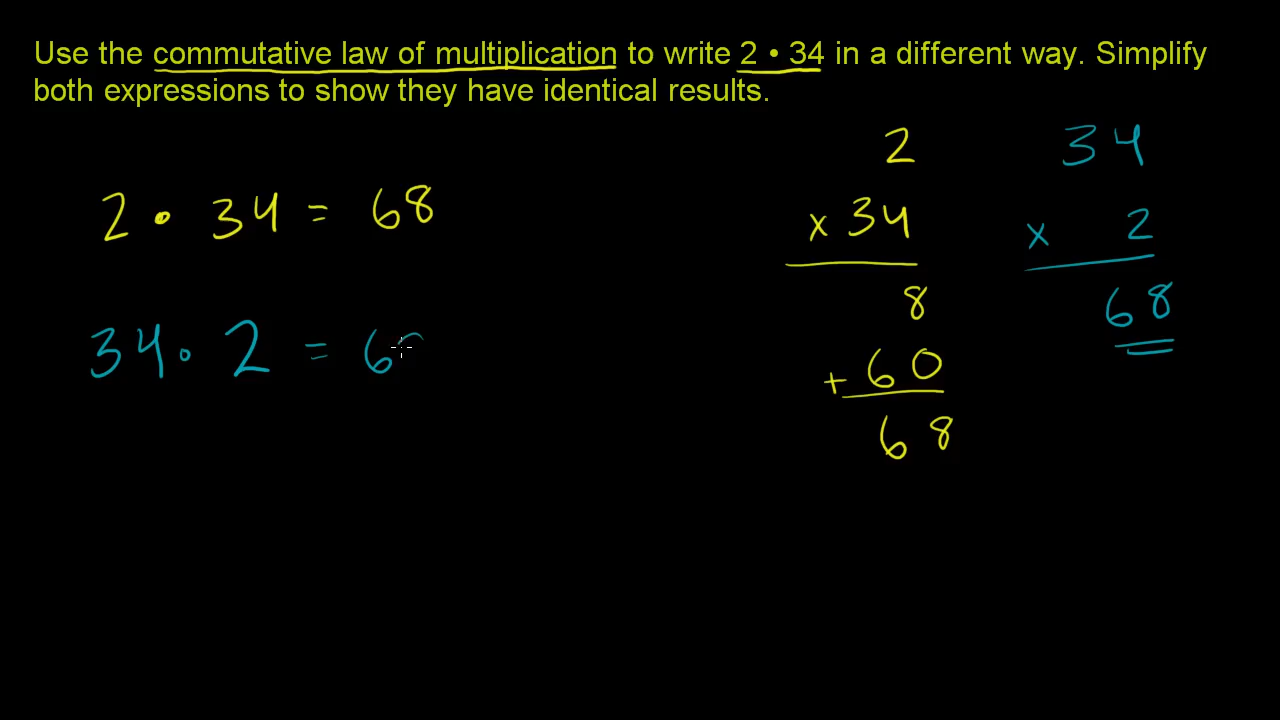 Use the commutative law of multiplication to write 2 • 34 in a different way. Simplify
both expressions to show they have identical results.
2 · 34 = 68
34 · 2 = 6
2
x 34
8
+ 60
68
34
x 2
68